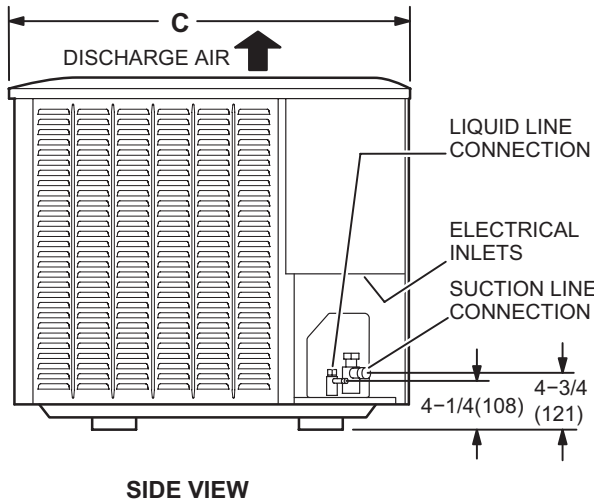 C
DISCHARGE AIR
LIQUID LINE
CONNECTION
ELECTRICAL
INLETS
SUCTION LINE
CONNECTION
4−1/4(108)
4−3/4
(121)
SIDE VIEW